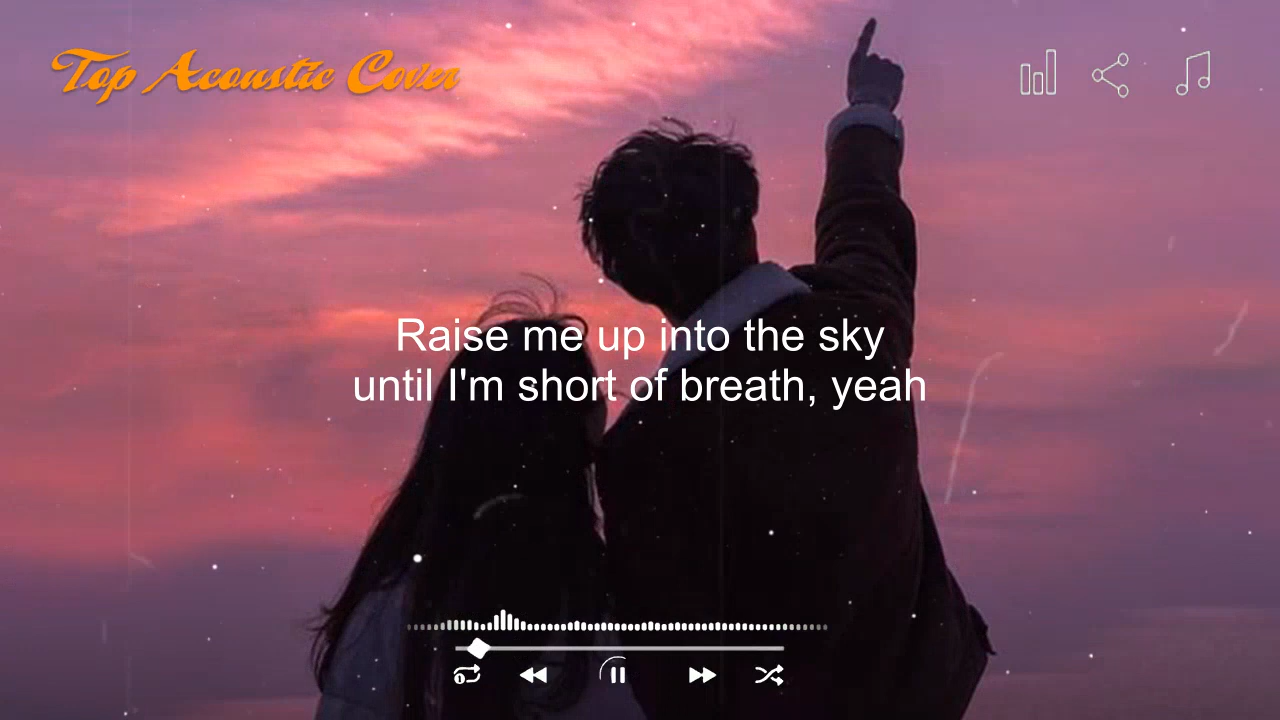 Top Acoustic Cover
Raise me up into the sky
until I'm short of breath, yeah